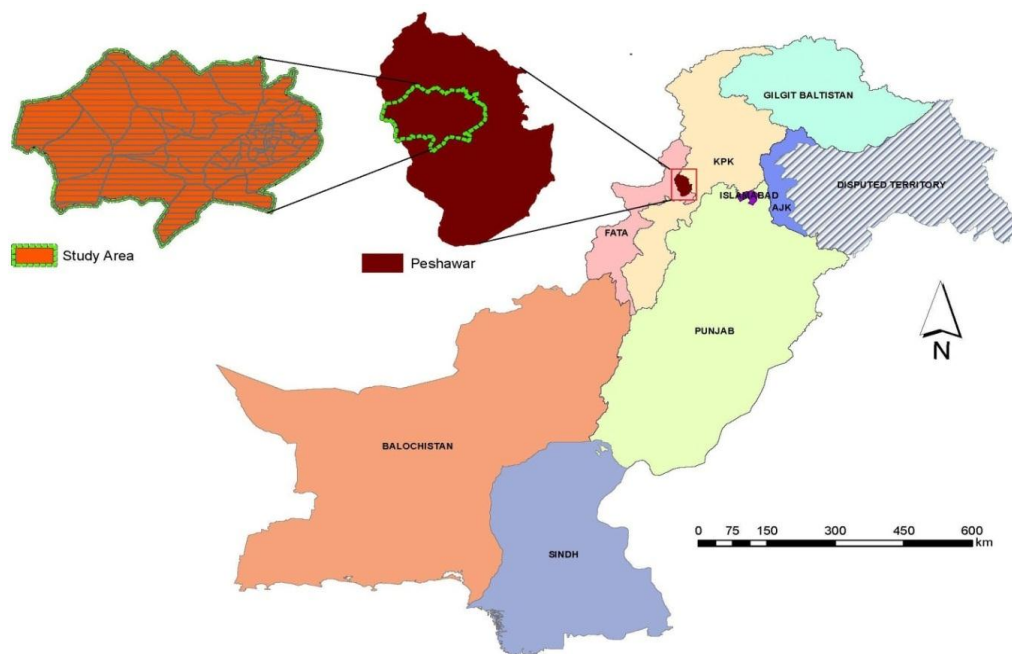 GILGIT BALTISTAN
KPK
DISPUTED TERRITORY
ISLAMABAD
AJK
FATA
Study Area
Peshawar
PUNJAB
N
BALOCHISTAN
SINDH
0 75 150 300 450 600
km